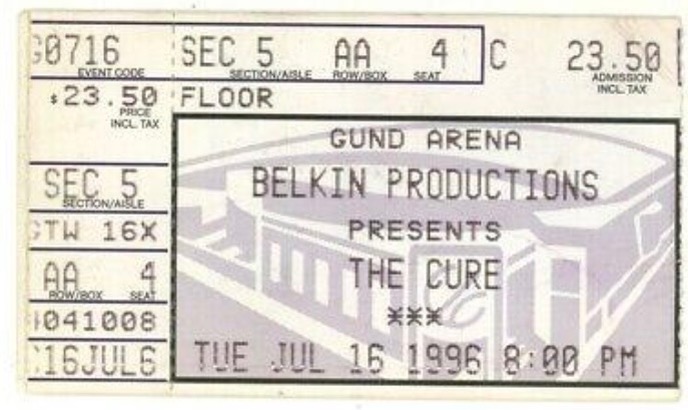 G0716 SEC 5 AA 4 C 23.50
EVENT CODE SECTION/AISLE ROW/BOX SEAT ADMISSION
INCL. TAX
$23.50 FLOOR
PRICE
INCL. TAX
GUND ARENA
BELKIN PRODUCTIONS
PRESENTS
THE CURE
***
TUE JUL 16 1996 8:00 PM
SEC 5
SECTION/AISLE
GTW 16X
AA 4
ROW/BOX SEAT
4041008
C16JUL6